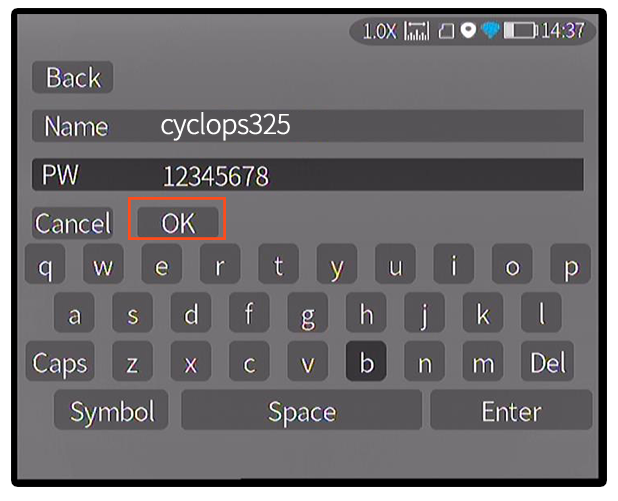 1.0X 14:37
Back
Name cyclops325
PW 12345678
Cancel OK
q w e r t y u i o p
a s d f g h j k l
Caps z x c v b n m Del
Symbol Space Enter